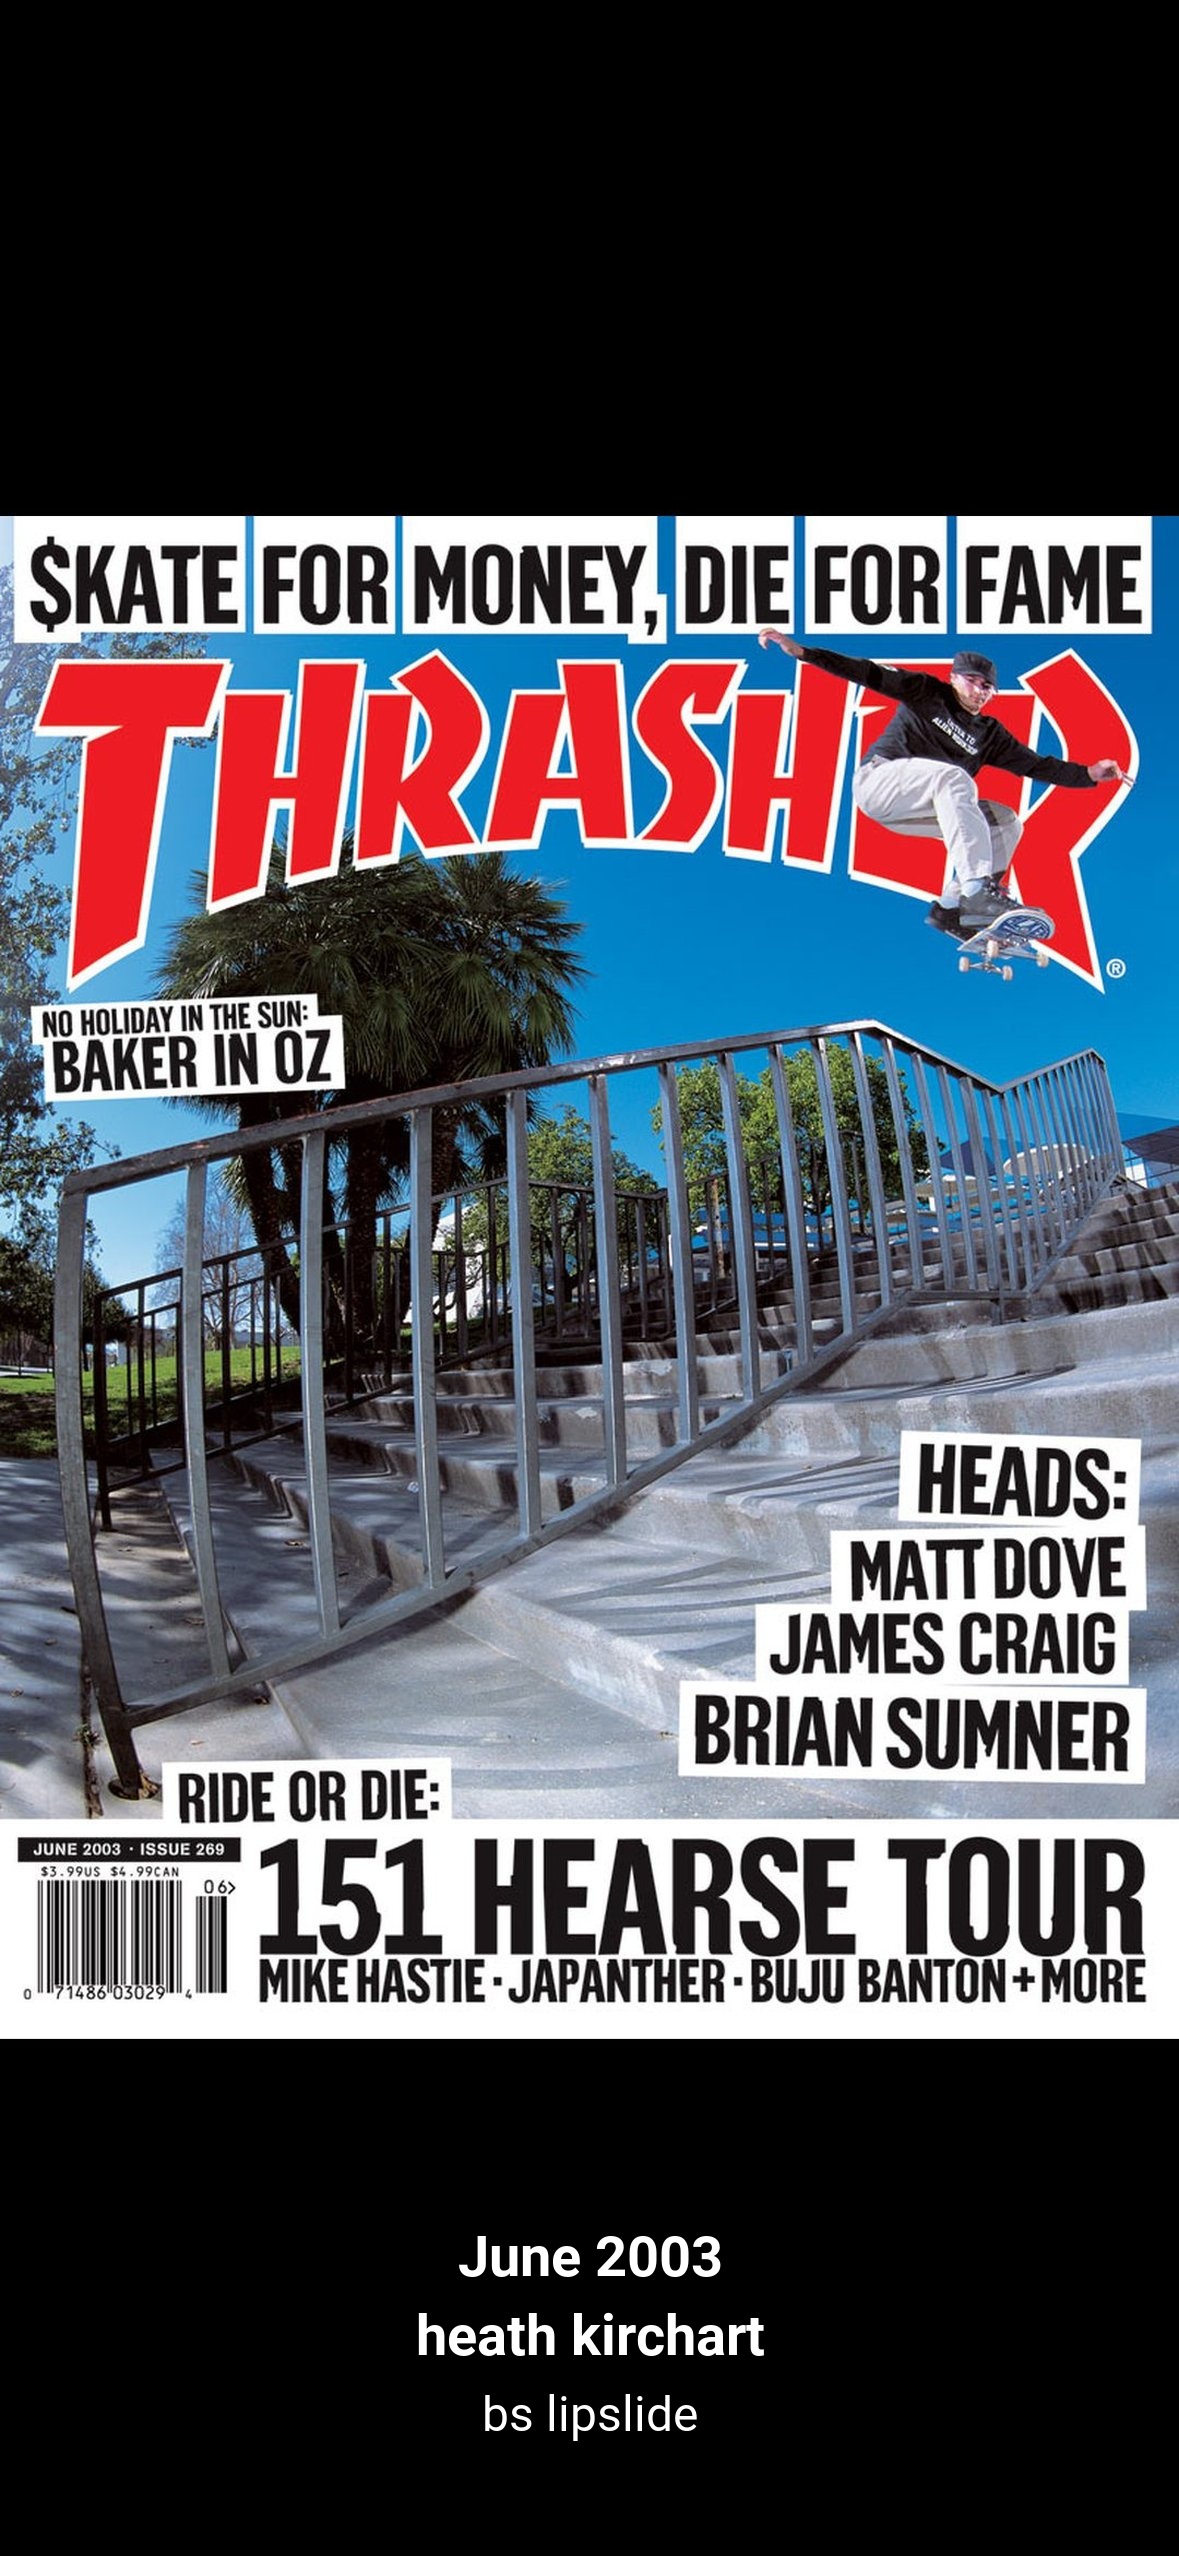 $KATE FOR MONEY, DIE FOR FAME
THRASHER
®
NO HOLIDAY IN THE SUN:
BAKER IN OZ
HEADS:
MATT DOVE
JAMES CRAIG
BRIAN SUMNER
RIDE OR DIE:
151 HEARSE TOUR
MIKE HASTIE · JAPANTHER · BUJU BANTON + MORE
JUNE 2003 · ISSUE 269
$3.99US $4.99CAN
06>
0 71486 03029 4
June 2003
heath kirchart
bs lipslide